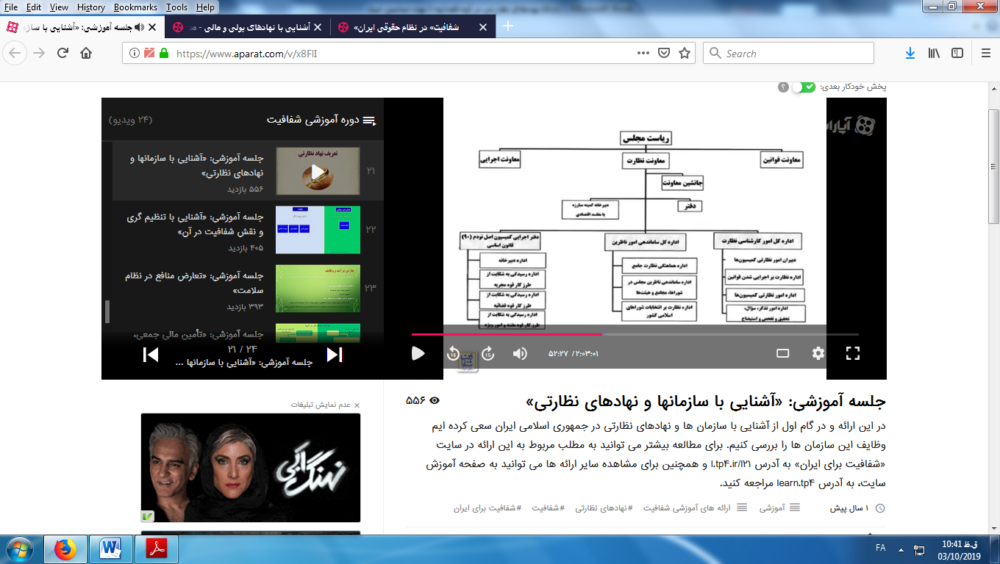 File Edit View History Bookmarks Tools Help
جلسه آموزشی: «آشنایی با ساز
آشنایی با نهادهای پولی و مالی - مد
شفافیت» در نظام حقوقی ایران»
https://www.aparat.com/v/x8FlI
Search
پخش خودکار بعدی:
دوره آموزشی شفافیت
(۲۴ ویدیو)
۲۱
تعریف نهاد نظارتی
جلسه آموزشی: «آشنایی با سازمانها و
نهادهای نظارتی»
۵۵۶ بازدید
۲۲
جلسه آموزشی: «آشنایی با تنظیم گری
و نقش شفافیت در آن»
۴۰۵ بازدید
۲۳
جلسه آموزشی: «تعارض منافع در نظام
سلامت»
۳۹۳ بازدید
جلسه آموزشی: «تأمین مالی جمعی،
۲۱ / ۲۴
جلسه آموزشی: «آشنایی با سازمانها ...
ریاست مجلس
معاونت قوانین
معاونت نظارت
معاونت اجرایی
جانشین معاونت
دفتر
دبیرخانه کمیته مبارزه
با مفاسد اقتصادی
اداره کل امور کارشناسی نظارت
دبیران امور نظارتی کمیسیون‌ها
اداره نظارت بر اجرایی شدن قوانین
اداره امور نظارتی کمیسیون‌ها
اداره امور تذکر، سؤال،
تحقیق و تفحص و استیضاح
اداره کل ساماندهی امور ناظرین
اداره هماهنگی نظارت جامع
اداره ساماندهی ناظرین مجلس در
شوراها، مجامع و هیئت‌ها
اداره نظارت بر انتخابات شوراهای
اسلامی کشور
دفتر اجرایی کمیسیون اصل نودم (۹۰)
قانون اساسی
اداره دبیرخانه
اداره رسیدگی به شکایت از
طرز کار قوه مجریه
اداره رسیدگی به شکایت از
طرز کار قوه قضائیه
اداره رسیدگی به شکایت از
طرز کار قوه مقننه و امور ویژه
15
15
۵۲:۲۷ / ۲:۰۳:۰۱
جلسه آموزشی: «آشنایی با سازمانها و نهادهای نظارتی»
۵۵۶
در این ارائه و در گام اول از آشنایی با سازمان ها و نهادهای نظارتی در جمهوری اسلامی ایران سعی کرده ایم
وظایف این سازمان ها را بررسی کنیم. برای مطالعه بیشتر می توانید به مطلب مربوط به این ارائه در سایت
«شفافیت برای ایران» به آدرس l.tp۴.ir/l۲۱ و همچنین برای مشاهده سایر ارائه ها می توانید به صفحه آموزش
سایت، به آدرس learn.tp۴ مراجعه کنید.
۱ سال پیش
آموزشی
ارائه های آموزشی شفافیت
#نهادهای نظارتی
#شفافیت
#شفافیت برای ایران
عدم نمایش تبلیغات
نهنگ آبی
FA
10:41 ق.ظ
03/10/2019